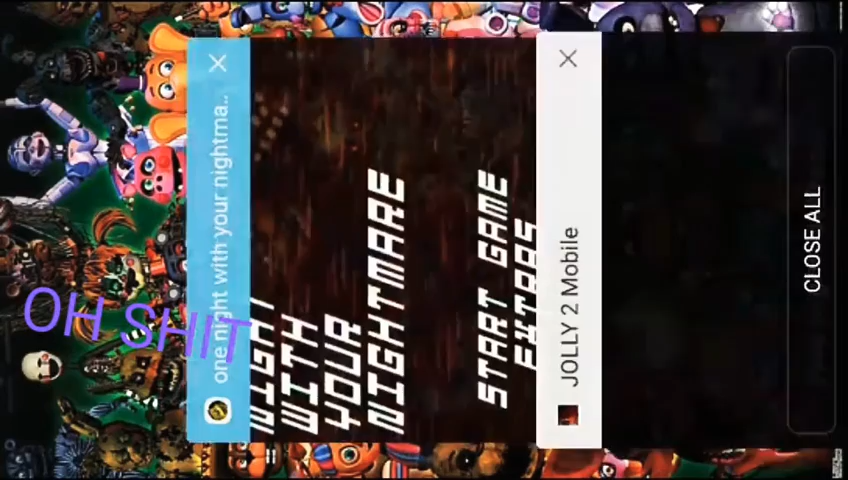 one night with your nightma..
NIGHT
WITH
YOUR
NIGHTMARE
START GAME
EXTRAS
JOLLY 2 Mobile
CLOSE ALL
OH SHIT